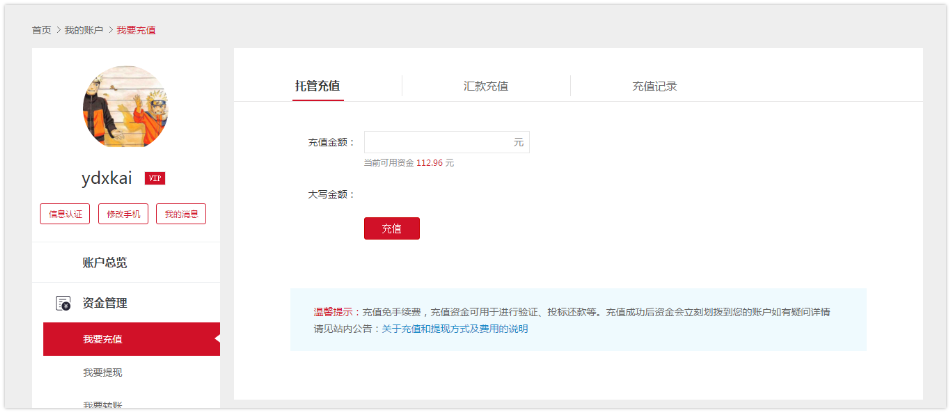 首页 > 我的账户 > 我要充值
ydxkai VIP
信息认证 修改手机 我的消息
账户总览
资金管理
我要充值
我要提现
我要转账
托管充值 汇款充值 充值记录
充值金额： 元
当前可用资金 112.96 元
大写金额：
充值
温馨提示：充值免手续费，充值资金可用于进行验证、投标还款等。充值成功后资金会立刻划拨到您的账户如有疑问详情
请见站内公告：关于充值和提现方式及费用的说明